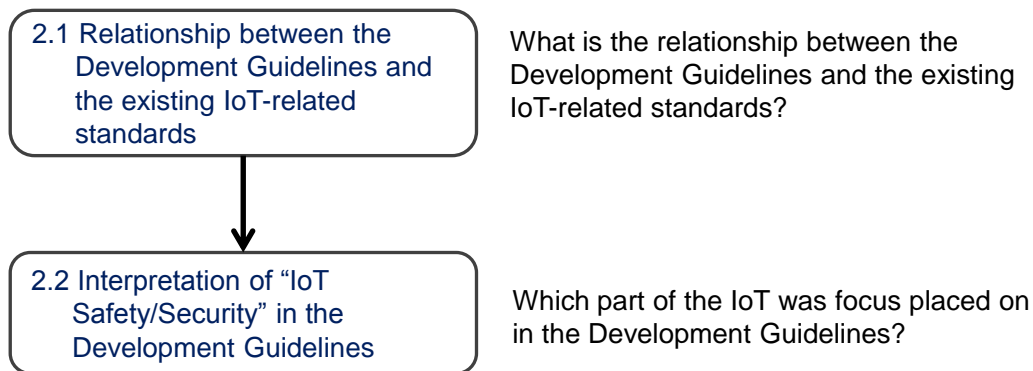 2.1 Relationship between the
Development Guidelines and
the existing IoT-related
standards
What is the relationship between the
Development Guidelines and the existing
IoT-related standards?
2.2 Interpretation of “IoT
Safety/Security” in the
Development Guidelines
Which part of the IoT was focus placed on
in the Development Guidelines?